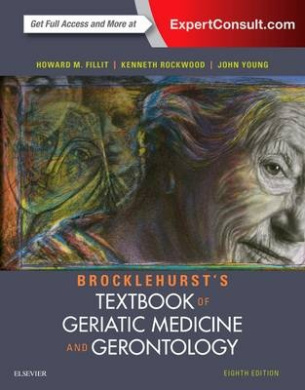 Get Full Access and More at
ExpertConsult.com
HOWARD M. FILLIT | KENNETH ROCKWOOD | JOHN YOUNG
BROCKLEHURST'S
TEXTBOOK OF
GERIATIC MEDICINE
AND GERONTOLOGY
ELSEVIER
EIGHTH EDITION